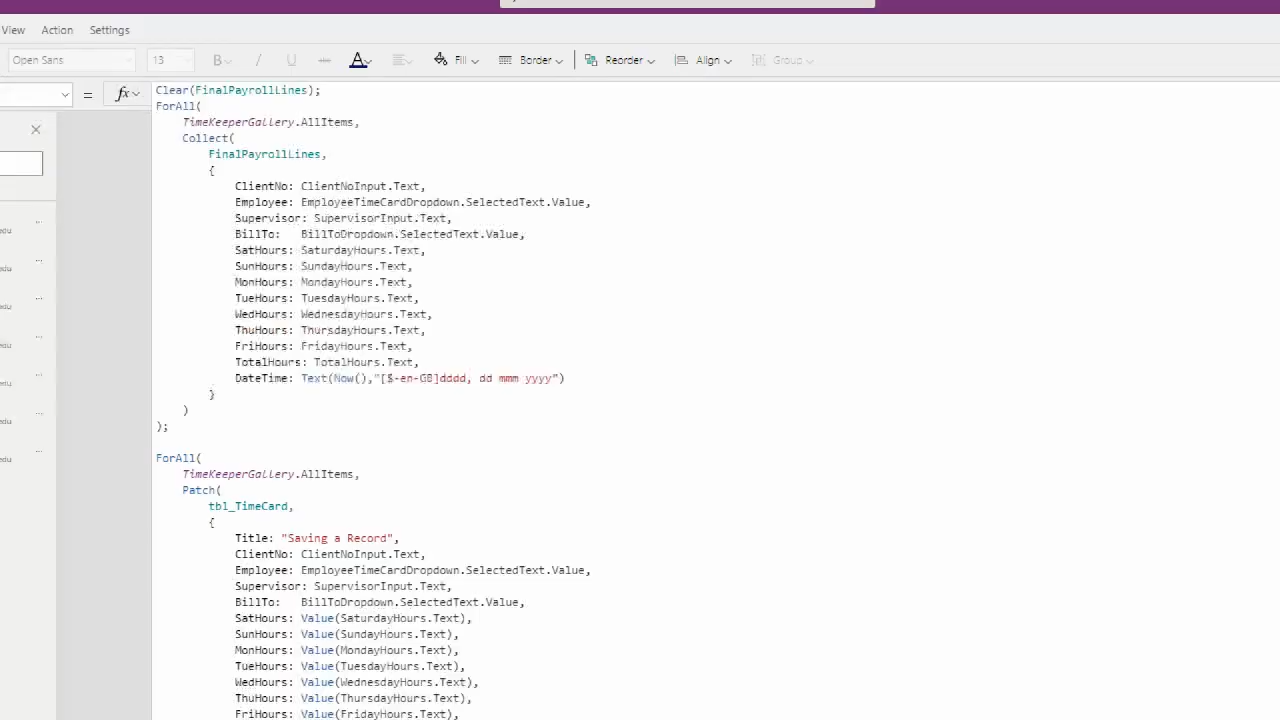 View Action Settings
Open Sans 13 B / U abc A Fill Border Reorder Align Group
= fx
Clear(FinalPayrollLines);
ForAll(
TimeKeeperGallery.AllItems,
Collect(
FinalPayrollLines,
{
ClientNo: ClientNoInput.Text,
Employee: EmployeeTimeCardDropdown.SelectedText.Value,
Supervisor: SupervisorInput.Text,
BillTo: BillToDropdown.SelectedText.Value,
SatHours: SaturdayHours.Text,
SunHours: SundayHours.Text,
MonHours: MondayHours.Text,
TueHours: TuesdayHours.Text,
WedHours: WednesdayHours.Text,
ThuHours: ThursdayHours.Text,
FriHours: FridayHours.Text,
TotalHours: TotalHours.Text,
DateTime: Text(Now(),"[$-en-GB]dddd, dd mmm yyyy")
}
)
);
ForAll(
TimeKeeperGallery.AllItems,
Patch(
tbl_TimeCard,
{
Title: "Saving a Record",
ClientNo: ClientNoInput.Text,
Employee: EmployeeTimeCardDropdown.SelectedText.Value,
Supervisor: SupervisorInput.Text,
BillTo: BillToDropdown.SelectedText.Value,
SatHours: Value(SaturdayHours.Text),
SunHours: Value(SundayHours.Text),
MonHours: Value(MondayHours.Text),
TueHours: Value(TuesdayHours.Text),
WedHours: Value(WednesdayHours.Text),
ThuHours: Value(ThursdayHours.Text),
FriHours: Value(FridayHours.Text),